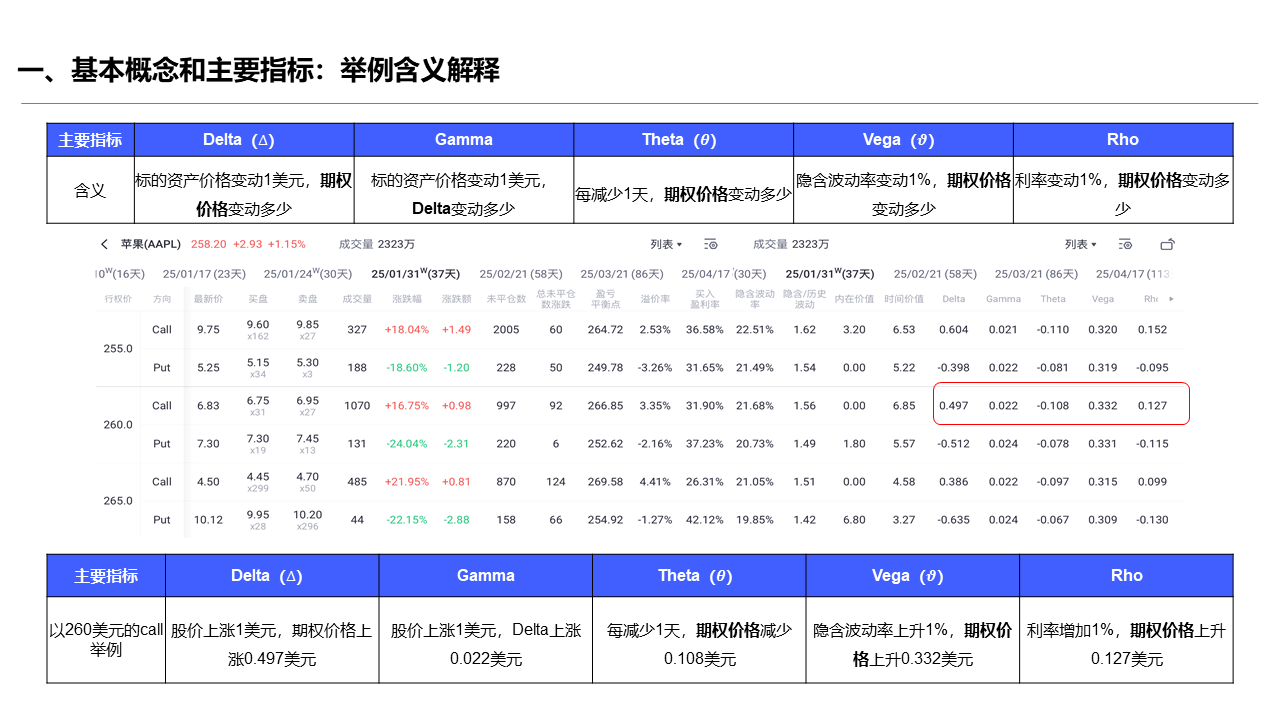 一、基本概念和主要指标：举例含义解释
主要指标 Delta（Δ） Gamma Theta（θ） Vega（ϑ） Rho
含义 标的资产价格变动1美元，期权价格变动多少 标的资产价格变动1美元，Delta变动多少 每减少1天，期权价格变动多少 隐含波动率变动1%，期权价格变动多少 利率变动1%，期权价格变动多少
苹果(AAPL) 258.20 +2.93 +1.15% 成交量 2323万 列表 成交量 2323万 列表
0W(16天) 25/01/17 (23天) 25/01/24W(30天) 25/01/31W(37天) 25/02/21 (58天) 25/03/21 (86天) 25/04/17 (30天) 25/01/31W(37天) 25/02/21 (58天) 25/03/21 (86天) 25/04/17 (113
行权价 方向 最新价 买盘 卖盘 成交量 涨跌幅 涨跌额 未平仓数 总未平仓数涨跌 盈亏平衡点 溢价率 买入盈利率 隐含波动率 隐含/历史波动 内在价值 时间价值 Delta Gamma Theta Vega Rho
255.0
Call 9.75 9.60 x162 9.85 x27 327 +18.04% +1.49 2005 60 264.72 2.53% 36.58% 22.51% 1.62 3.20 6.53 0.604 0.021 -0.110 0.320 0.152
Put 5.25 5.15 x34 5.30 x3 188 -18.60% -1.20 228 50 249.78 -3.26% 31.65% 21.49% 1.54 0.00 5.22 -0.398 0.022 -0.081 0.319 -0.095
260.0
Call 6.83 6.75 x31 6.95 x27 1070 +16.75% +0.98 997 92 266.85 3.35% 31.90% 21.68% 1.56 0.00 6.85 0.497 0.022 -0.108 0.332 0.127
Put 7.30 7.30 x19 7.45 x13 131 -24.04% -2.31 220 6 252.62 -2.16% 37.23% 20.73% 1.49 1.80 5.57 -0.512 0.024 -0.078 0.331 -0.115
265.0
Call 4.50 4.45 x299 4.70 x50 485 +21.95% +0.81 870 124 269.58 4.41% 26.31% 21.05% 1.51 0.00 4.58 0.386 0.022 -0.097 0.315 0.099
Put 10.12 9.95 x28 10.20 x296 44 -22.15% -2.88 158 66 254.92 -1.27% 42.12% 19.85% 1.42 6.80 3.27 -0.635 0.024 -0.067 0.309 -0.130
主要指标 Delta（Δ） Gamma Theta（θ） Vega（ϑ） Rho
以260美元的call举例 股价上涨1美元，期权价格上涨0.497美元 股价上涨1美元，Delta上涨0.022美元 每减少1天，期权价格减少0.108美元 隐含波动率上升1%，期权价格上升0.332美元 利率增加1%，期权价格上升0.127美元